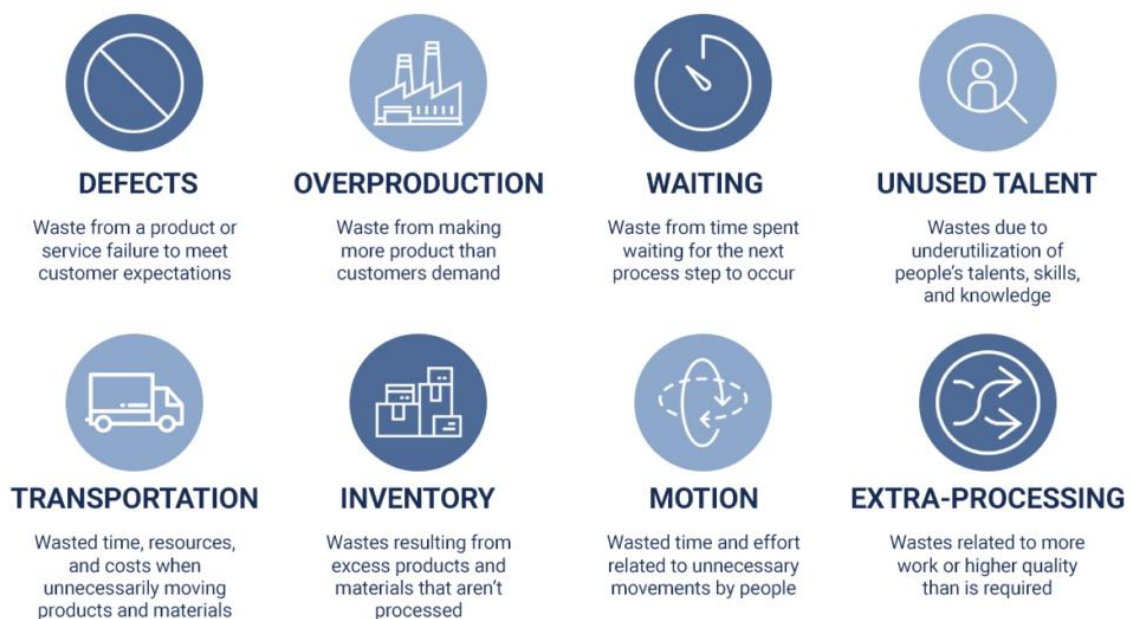 DEFECTS
Waste from a product or
service failure to meet
customer expectations
OVERPRODUCTION
Waste from making
more product than
customers demand
WAITING
Waste from time spent
waiting for the next
process step to occur
UNUSED TALENT
Wastes due to
underutilization of
people's talents, skills,
and knowledge
TRANSPORTATION
Wasted time, resources,
and costs when
unnecessarily moving
products and materials
INVENTORY
Wastes resulting from
excess products and
materials that aren't
processed
MOTION
Wasted time and effort
related to unnecessary
movements by people
EXTRA-PROCESSING
Wastes related to more
work or higher quality
than is required